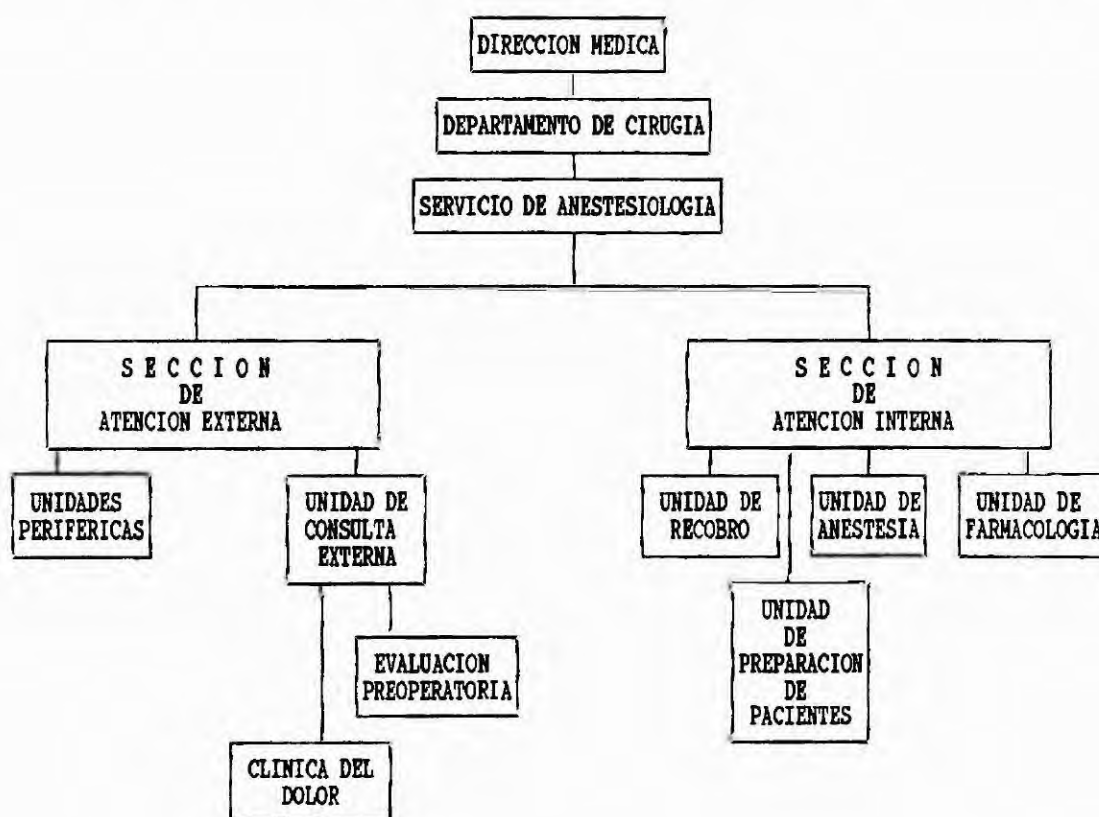 DIRECCION MEDICA
DEPARTAMENTO DE CIRUGIA
SERVICIO DE ANESTESIOLOGIA
S E C C I O N
DE
ATENCION EXTERNA
S E C C I O N
DE
ATENCION INTERNA
UNIDADES
PERIFERICAS
UNIDAD DE
CONSULTA
EXTERNA
UNIDAD DE
RECOBRO
UNIDAD DE
ANESTESIA
UNIDAD DE
FARMACOLOGIA
EVALUACION
PREOPERATORIA
UNIDAD
DE
PREPARACION
DE
PACIENTES
CLINICA DEL
DOLOR